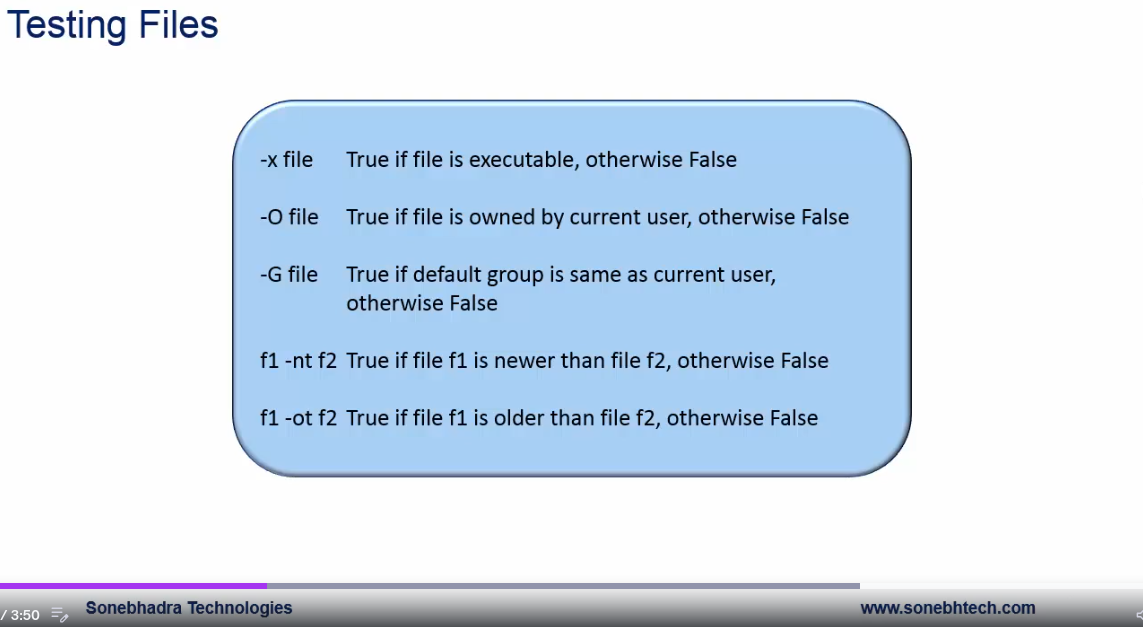 Testing Files
-x file True if file is executable, otherwise False
-O file True if file is owned by current user, otherwise False
-G file True if default group is same as current user,
otherwise False
f1 -nt f2 True if file f1 is newer than file f2, otherwise False
f1 -ot f2 True if file f1 is older than file f2, otherwise False
/ 3:50 Sonebhadra Technologies www.sonebhtech.com